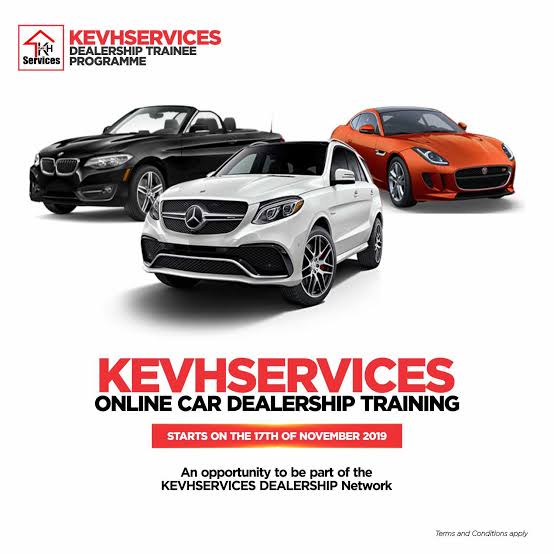 KH
Services
KEVHSERVICES
DEALERSHIP TRAINEE
PROGRAMME
KEVHSERVICES
ONLINE CAR DEALERSHIP TRAINING
STARTS ON THE 17TH OF NOVEMBER 2019
An opportunity to be part of the
KEVHSERVICES DEALERSHIP Network
Terms and Conditions apply